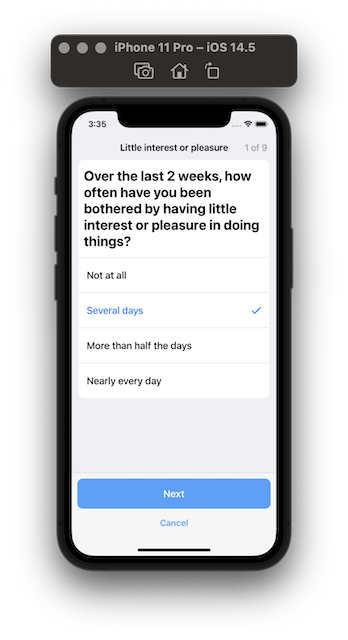 iPhone 11 Pro – iOS 14.5
3:35
Little interest or pleasure
1 of 9
Over the last 2 weeks, how
often have you been
bothered by having little
interest or pleasure in doing
things?
Not at all
Several days
More than half the days
Nearly every day
Next
Cancel